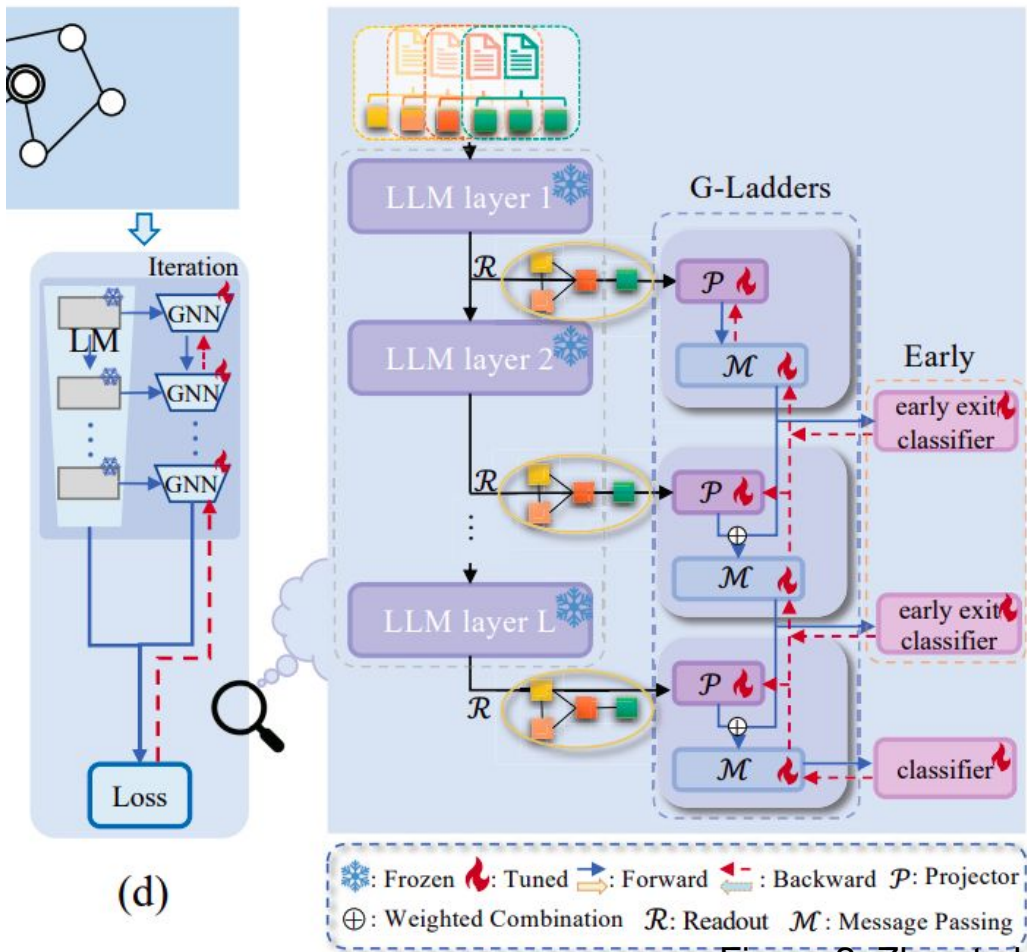 Iteration
GNN
LM
GNN
GNN
Loss
(d)
LLM layer 1
LLM layer 2
LLM layer L
ℛ
ℛ
ℛ
G-Ladders
𝒫
ℳ
𝒫
ℳ
𝒫
ℳ
Early
early exit
classifier
early exit
classifier
classifier
: Frozen : Tuned : Forward : Backward 𝒫: Projector
⊕: Weighted Combination ℛ: Readout ℳ: Message Passing